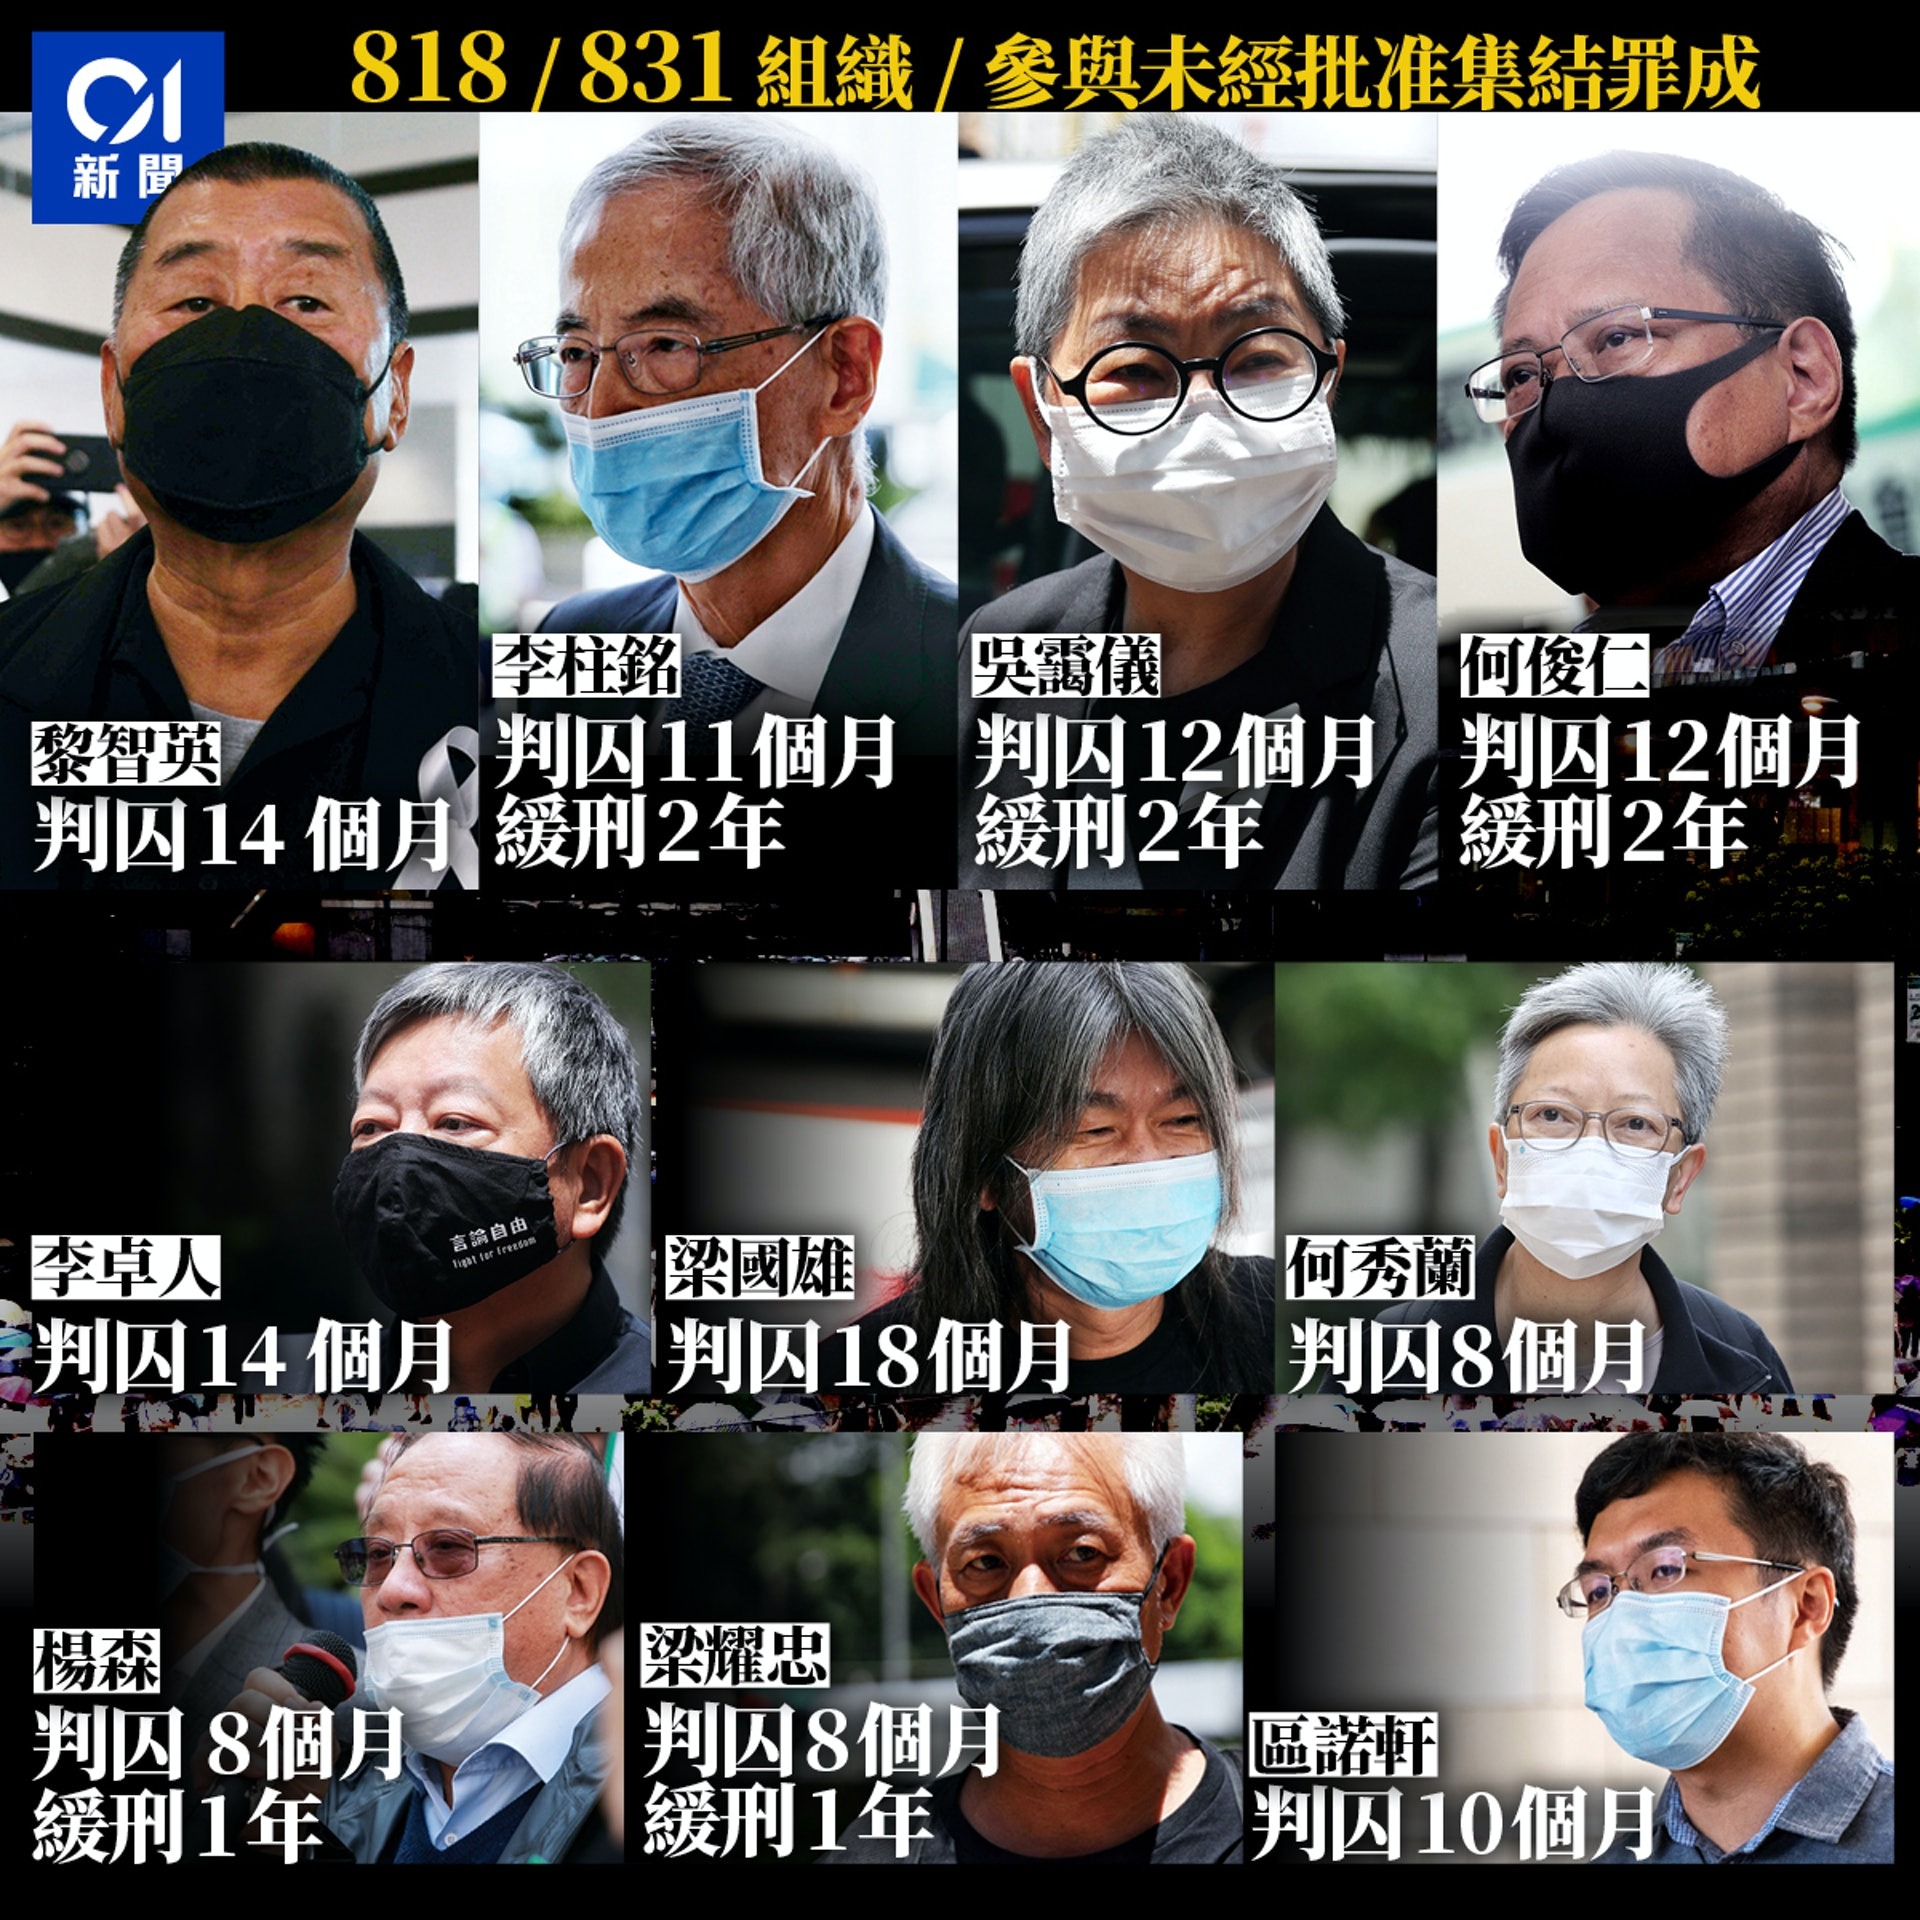 01
新聞
818 / 831 組織 / 參與未經批准集結罪成
黎智英
判囚14 個月
李柱銘
判囚11個月
緩刑2年
吳靄儀
判囚12個月
緩刑2年
何俊仁
判囚12個月
緩刑2年
李卓人
判囚14 個月
言論自由
fight for freedom
梁國雄
判囚18個月
何秀蘭
判囚8個月
楊森
判囚 8個月
緩刑1年
梁耀忠
判囚8個月
緩刑1年
區諾軒
判囚10個月